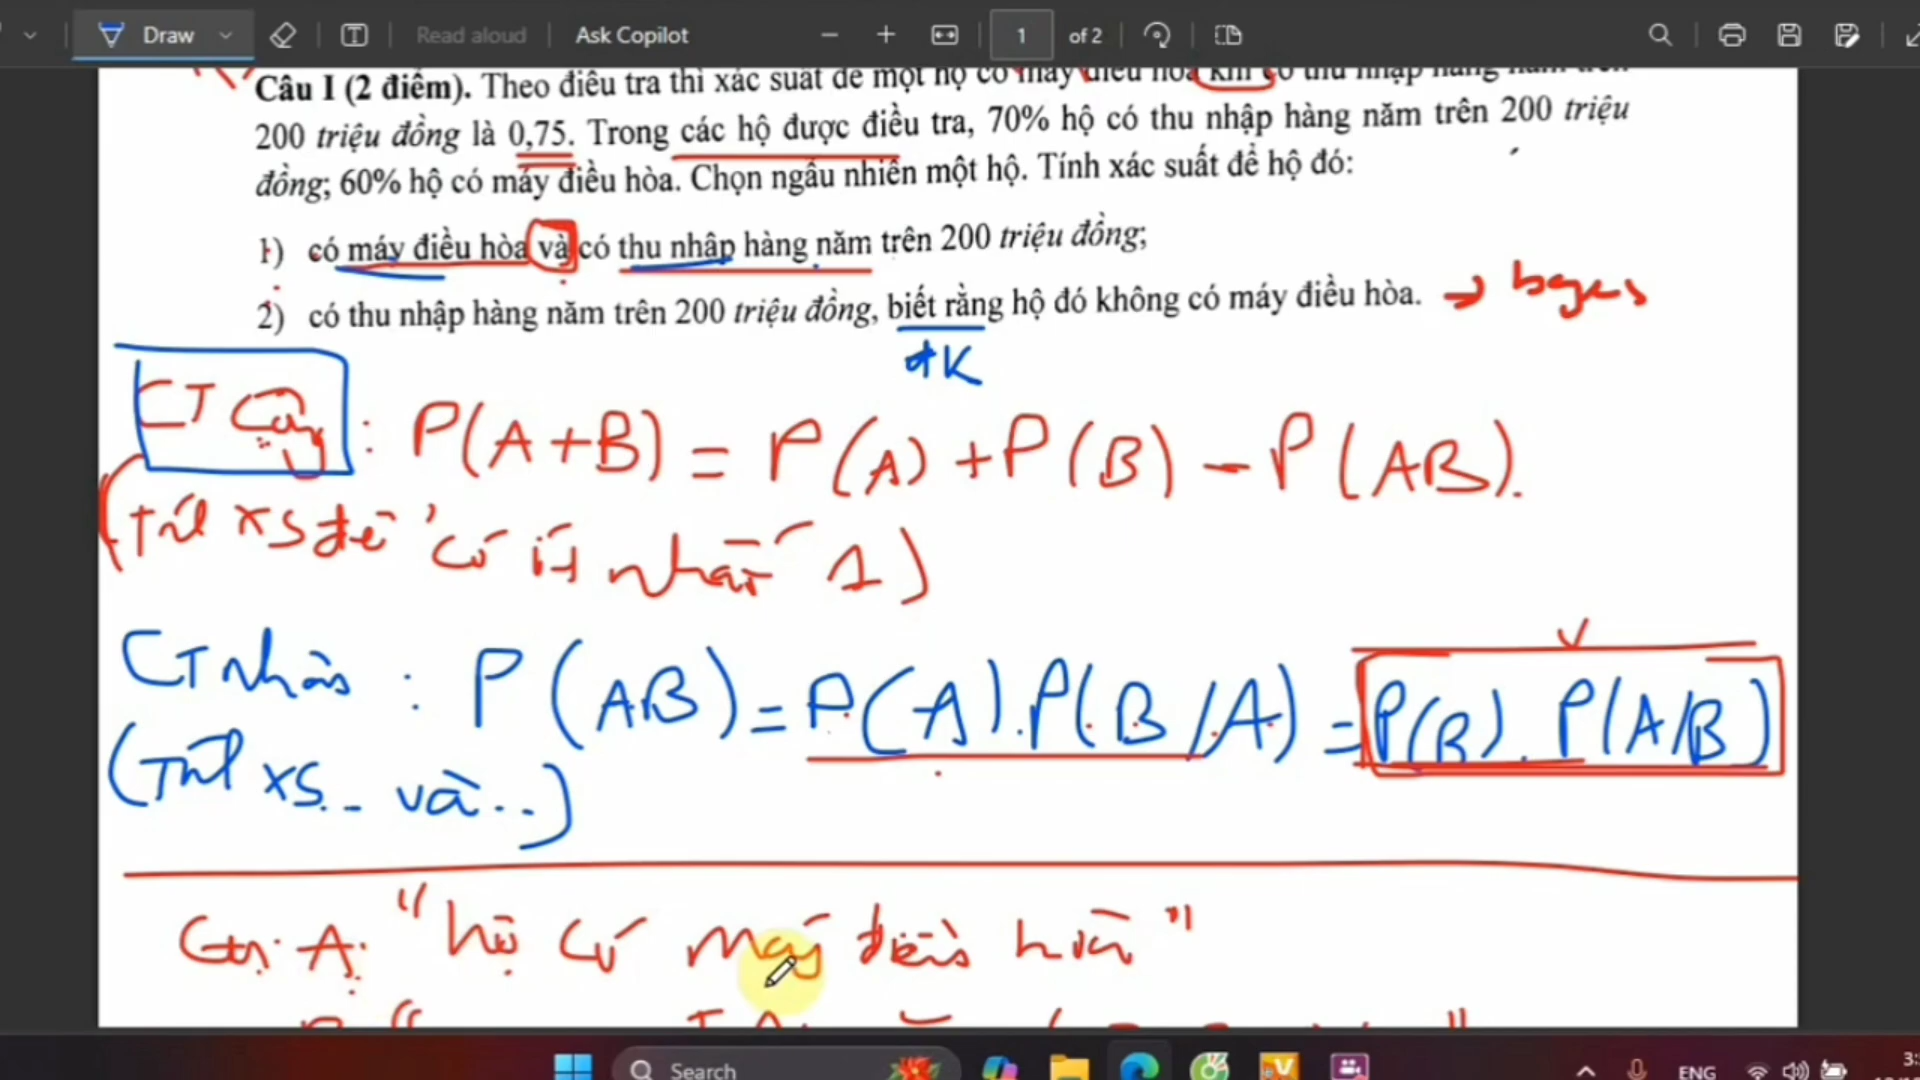 Draw
Read aloud
Ask Copilot
1
of 2
Câu I (2 điểm). Theo điều tra thì xác suất để một hộ có máy điều hòa khi có thu nhập hàng năm trên
200 triệu đồng là 0,75. Trong các hộ được điều tra, 70% hộ có thu nhập hàng năm trên 200 triệu
đồng; 60% hộ có máy điều hòa. Chọn ngẫu nhiên một hộ. Tính xác suất để hộ đó:
1) có máy điều hòa và có thu nhập hàng năm trên 200 triệu đồng;
2) có thu nhập hàng năm trên 200 triệu đồng, biết rằng hộ đó không có máy điều hòa. → bayes
đK
CT Cộng : P(A+B) = P(A) + P(B) - P(AB).
(Tính XS để có ít nhất 1)
CT nhân : P(AB) = P(A).P(B/A) = P(B).P(A/B)
(Tính XS... và...)
Gọi A: "hộ có máy điều hòa"
Search
ENG